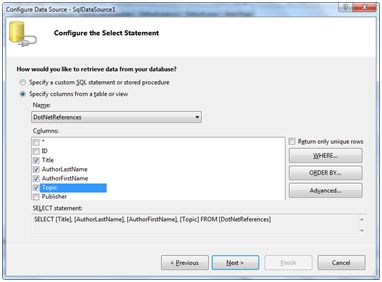 Configure Data Source - SqlDataSource1
Configure the Select Statement
How would you like to retrieve data from your database?
Specify a custom SQL statement or stored procedure
Specify columns from a table or view
Name:
DotNetReferences
Columns:
*
ID
Title
AuthorLastName
AuthorFirstName
Topic
Publisher
Return only unique rows
WHERE...
ORDER BY...
Advanced...
SELECT statement:
SELECT [Title], [AuthorLastName], [AuthorFirstName], [Topic] FROM [DotNetReferences]
< Previous
Next >
Finish
Cancel